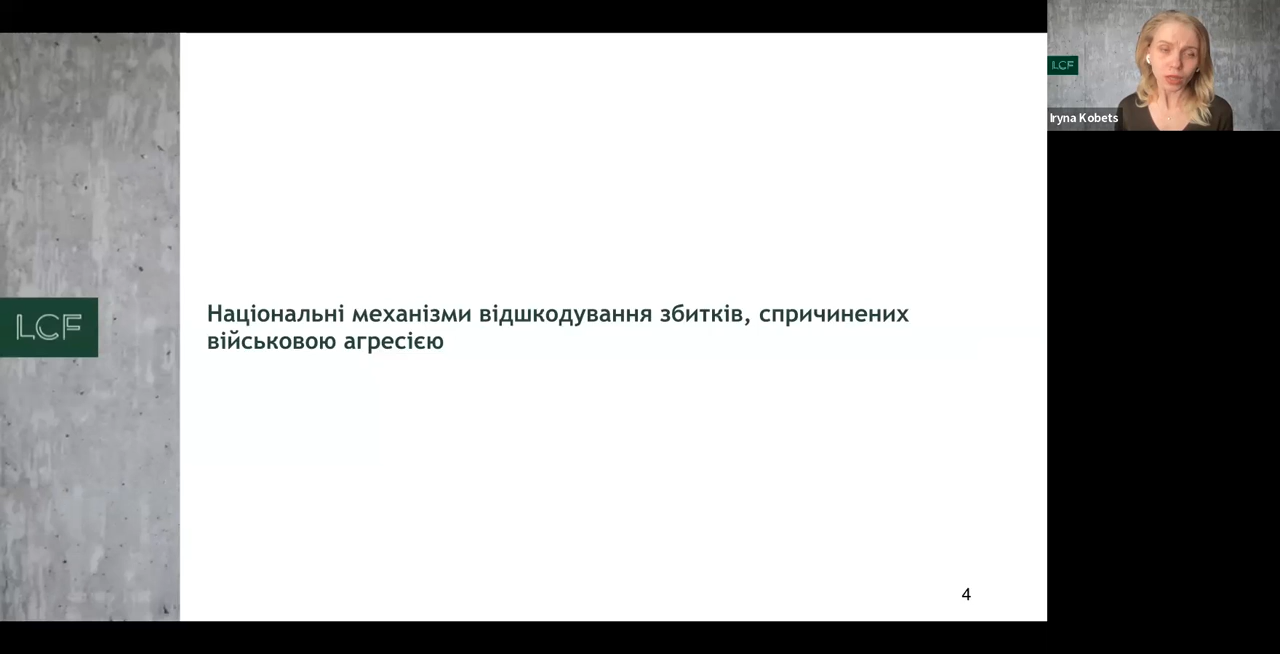 LCF
Iryna Kobets
LCF
Національні механізми відшкодування збитків, спричинених
військовою агресією
4